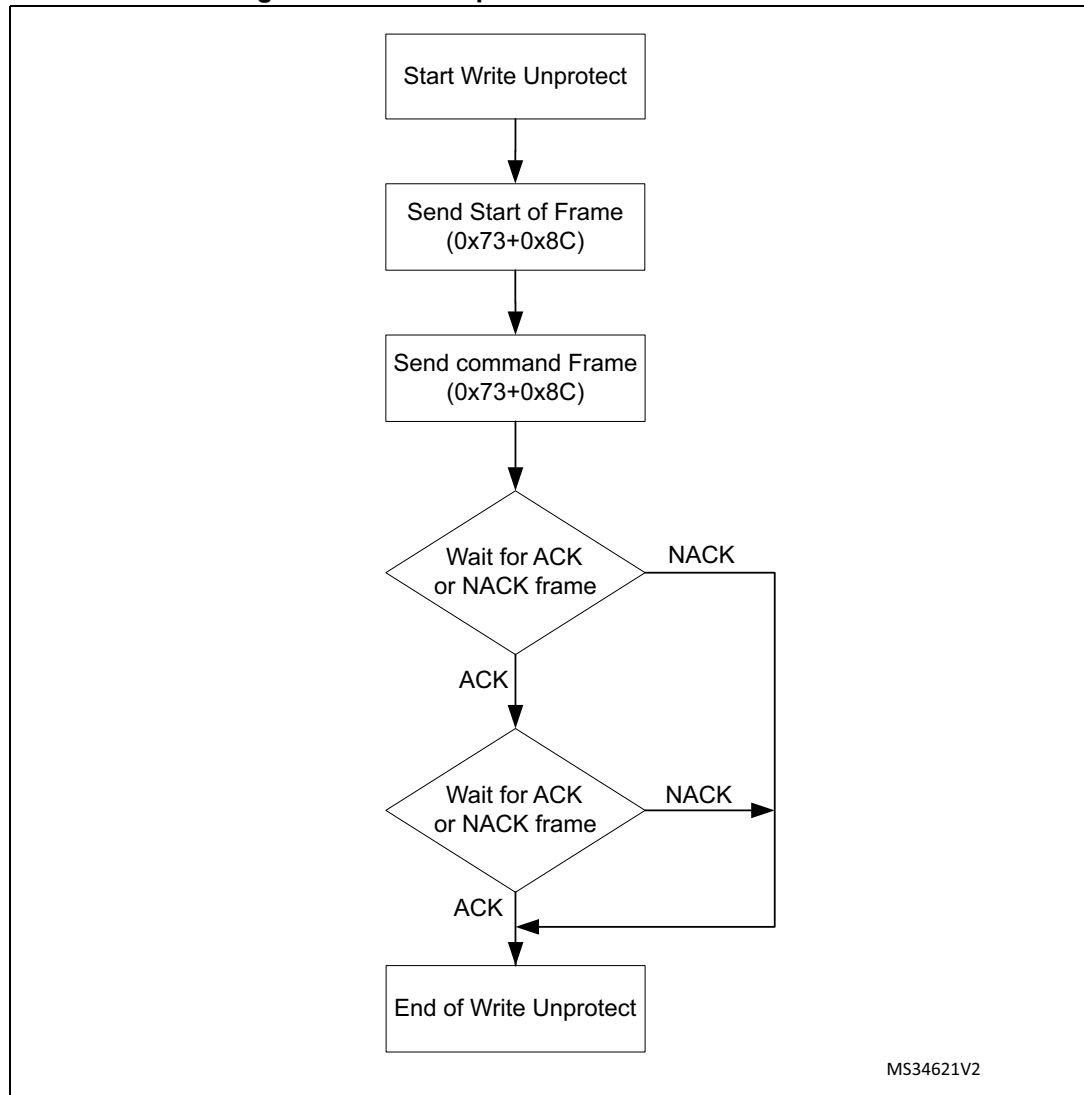 Start Write Unprotect
Send Start of Frame
(0x73+0x8C)
Send command Frame
(0x73+0x8C)
Wait for ACK
or NACK frame
NACK
ACK
Wait for ACK
or NACK frame
NACK
ACK
End of Write Unprotect
MS34621V2